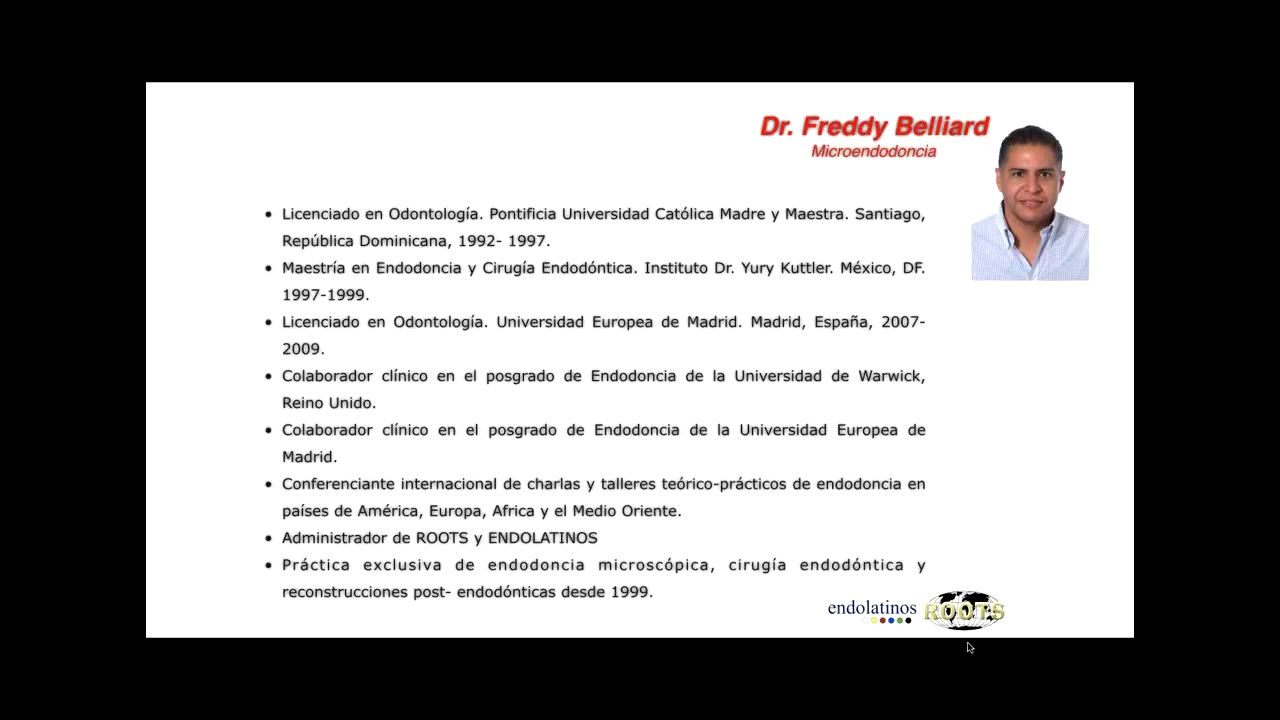 Dr. Freddy Belliard
Microendodoncia
• Licenciado en Odontología. Pontificia Universidad Católica Madre y Maestra. Santiago,
República Dominicana, 1992- 1997.
• Maestría en Endodoncia y Cirugía Endodóntica. Instituto Dr. Yury Kuttler. México, DF.
1997-1999.
• Licenciado en Odontología. Universidad Europea de Madrid. Madrid, España, 2007-
2009.
• Colaborador clínico en el posgrado de Endodoncia de la Universidad de Warwick,
Reino Unido.
• Colaborador clínico en el posgrado de Endodoncia de la Universidad Europea de
Madrid.
• Conferenciante internacional de charlas y talleres teórico-prácticos de endodoncia en
países de América, Europa, Africa y el Medio Oriente.
• Administrador de ROOTS y ENDOLATINOS
• Práctica exclusiva de endodoncia microscópica, cirugía endodóntica y
reconstrucciones post- endodónticas desde 1999.
endolatinos ROOTS